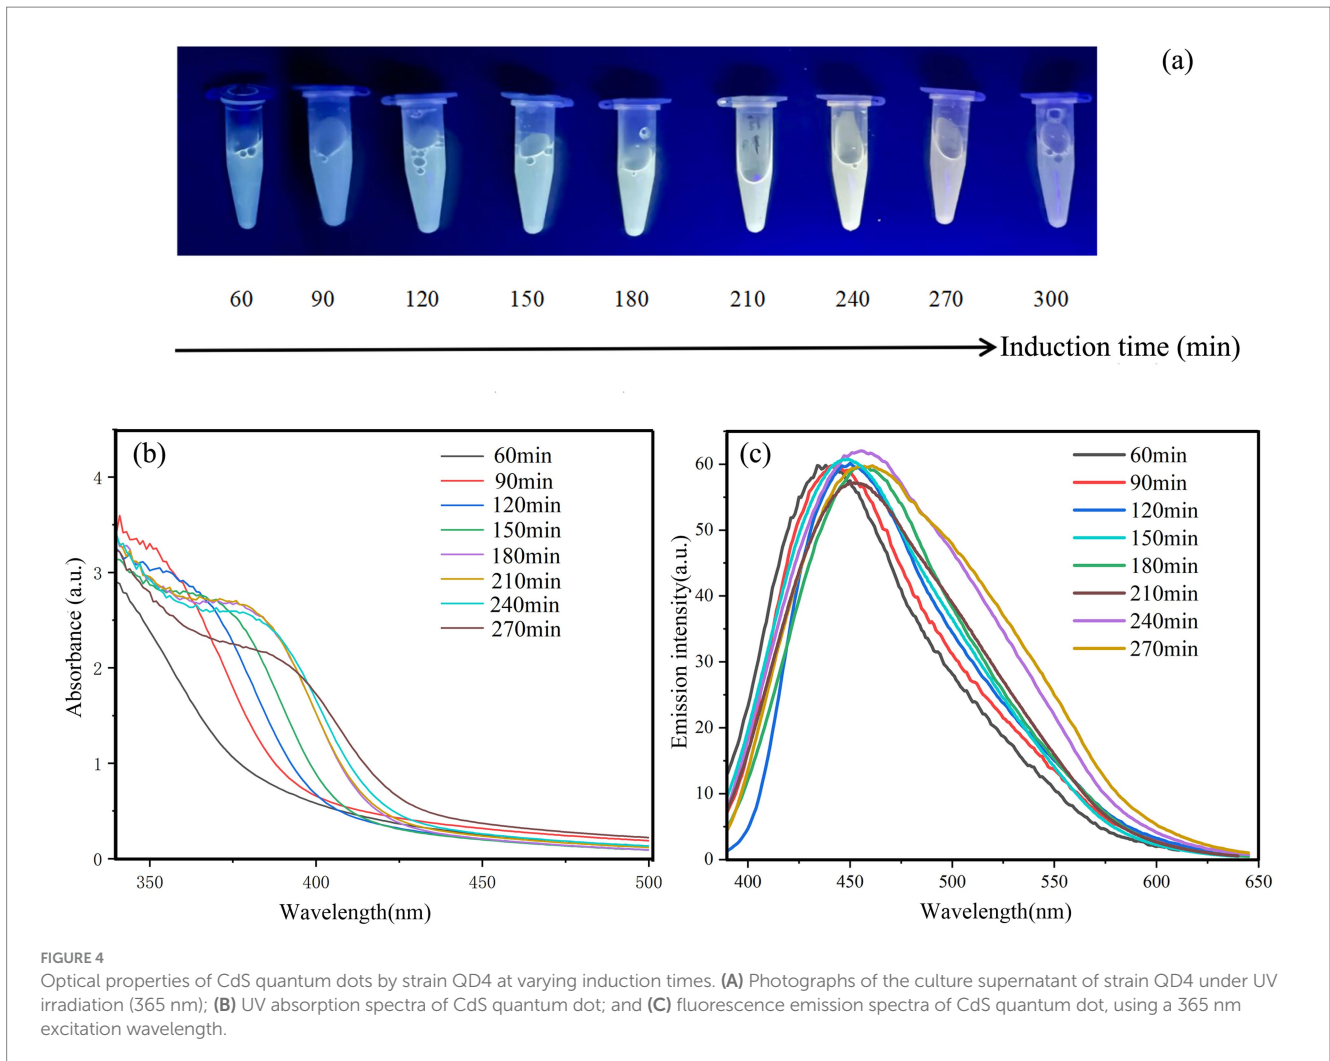 (a)
60 90 120 150 180 210 240 270 300
Induction time (min)
(b)
60min
90min
120min
150min
180min
210min
240min
270min
4
3
2
1
0
Absorbance (a.u.)
350 400 450 500
Wavelength(nm)
(c)
60min
90min
120min
150min
180min
210min
240min
270min
60
50
40
30
20
10
0
Emission intensity(a.u.)
400 450 500 550 600 650
Wavelength(nm)
FIGURE 4
Optical properties of CdS quantum dots by strain QD4 at varying induction times. (A) Photographs of the culture supernatant of strain QD4 under UV
irradiation (365 nm); (B) UV absorption spectra of CdS quantum dot; and (C) fluorescence emission spectra of CdS quantum dot, using a 365 nm
excitation wavelength.